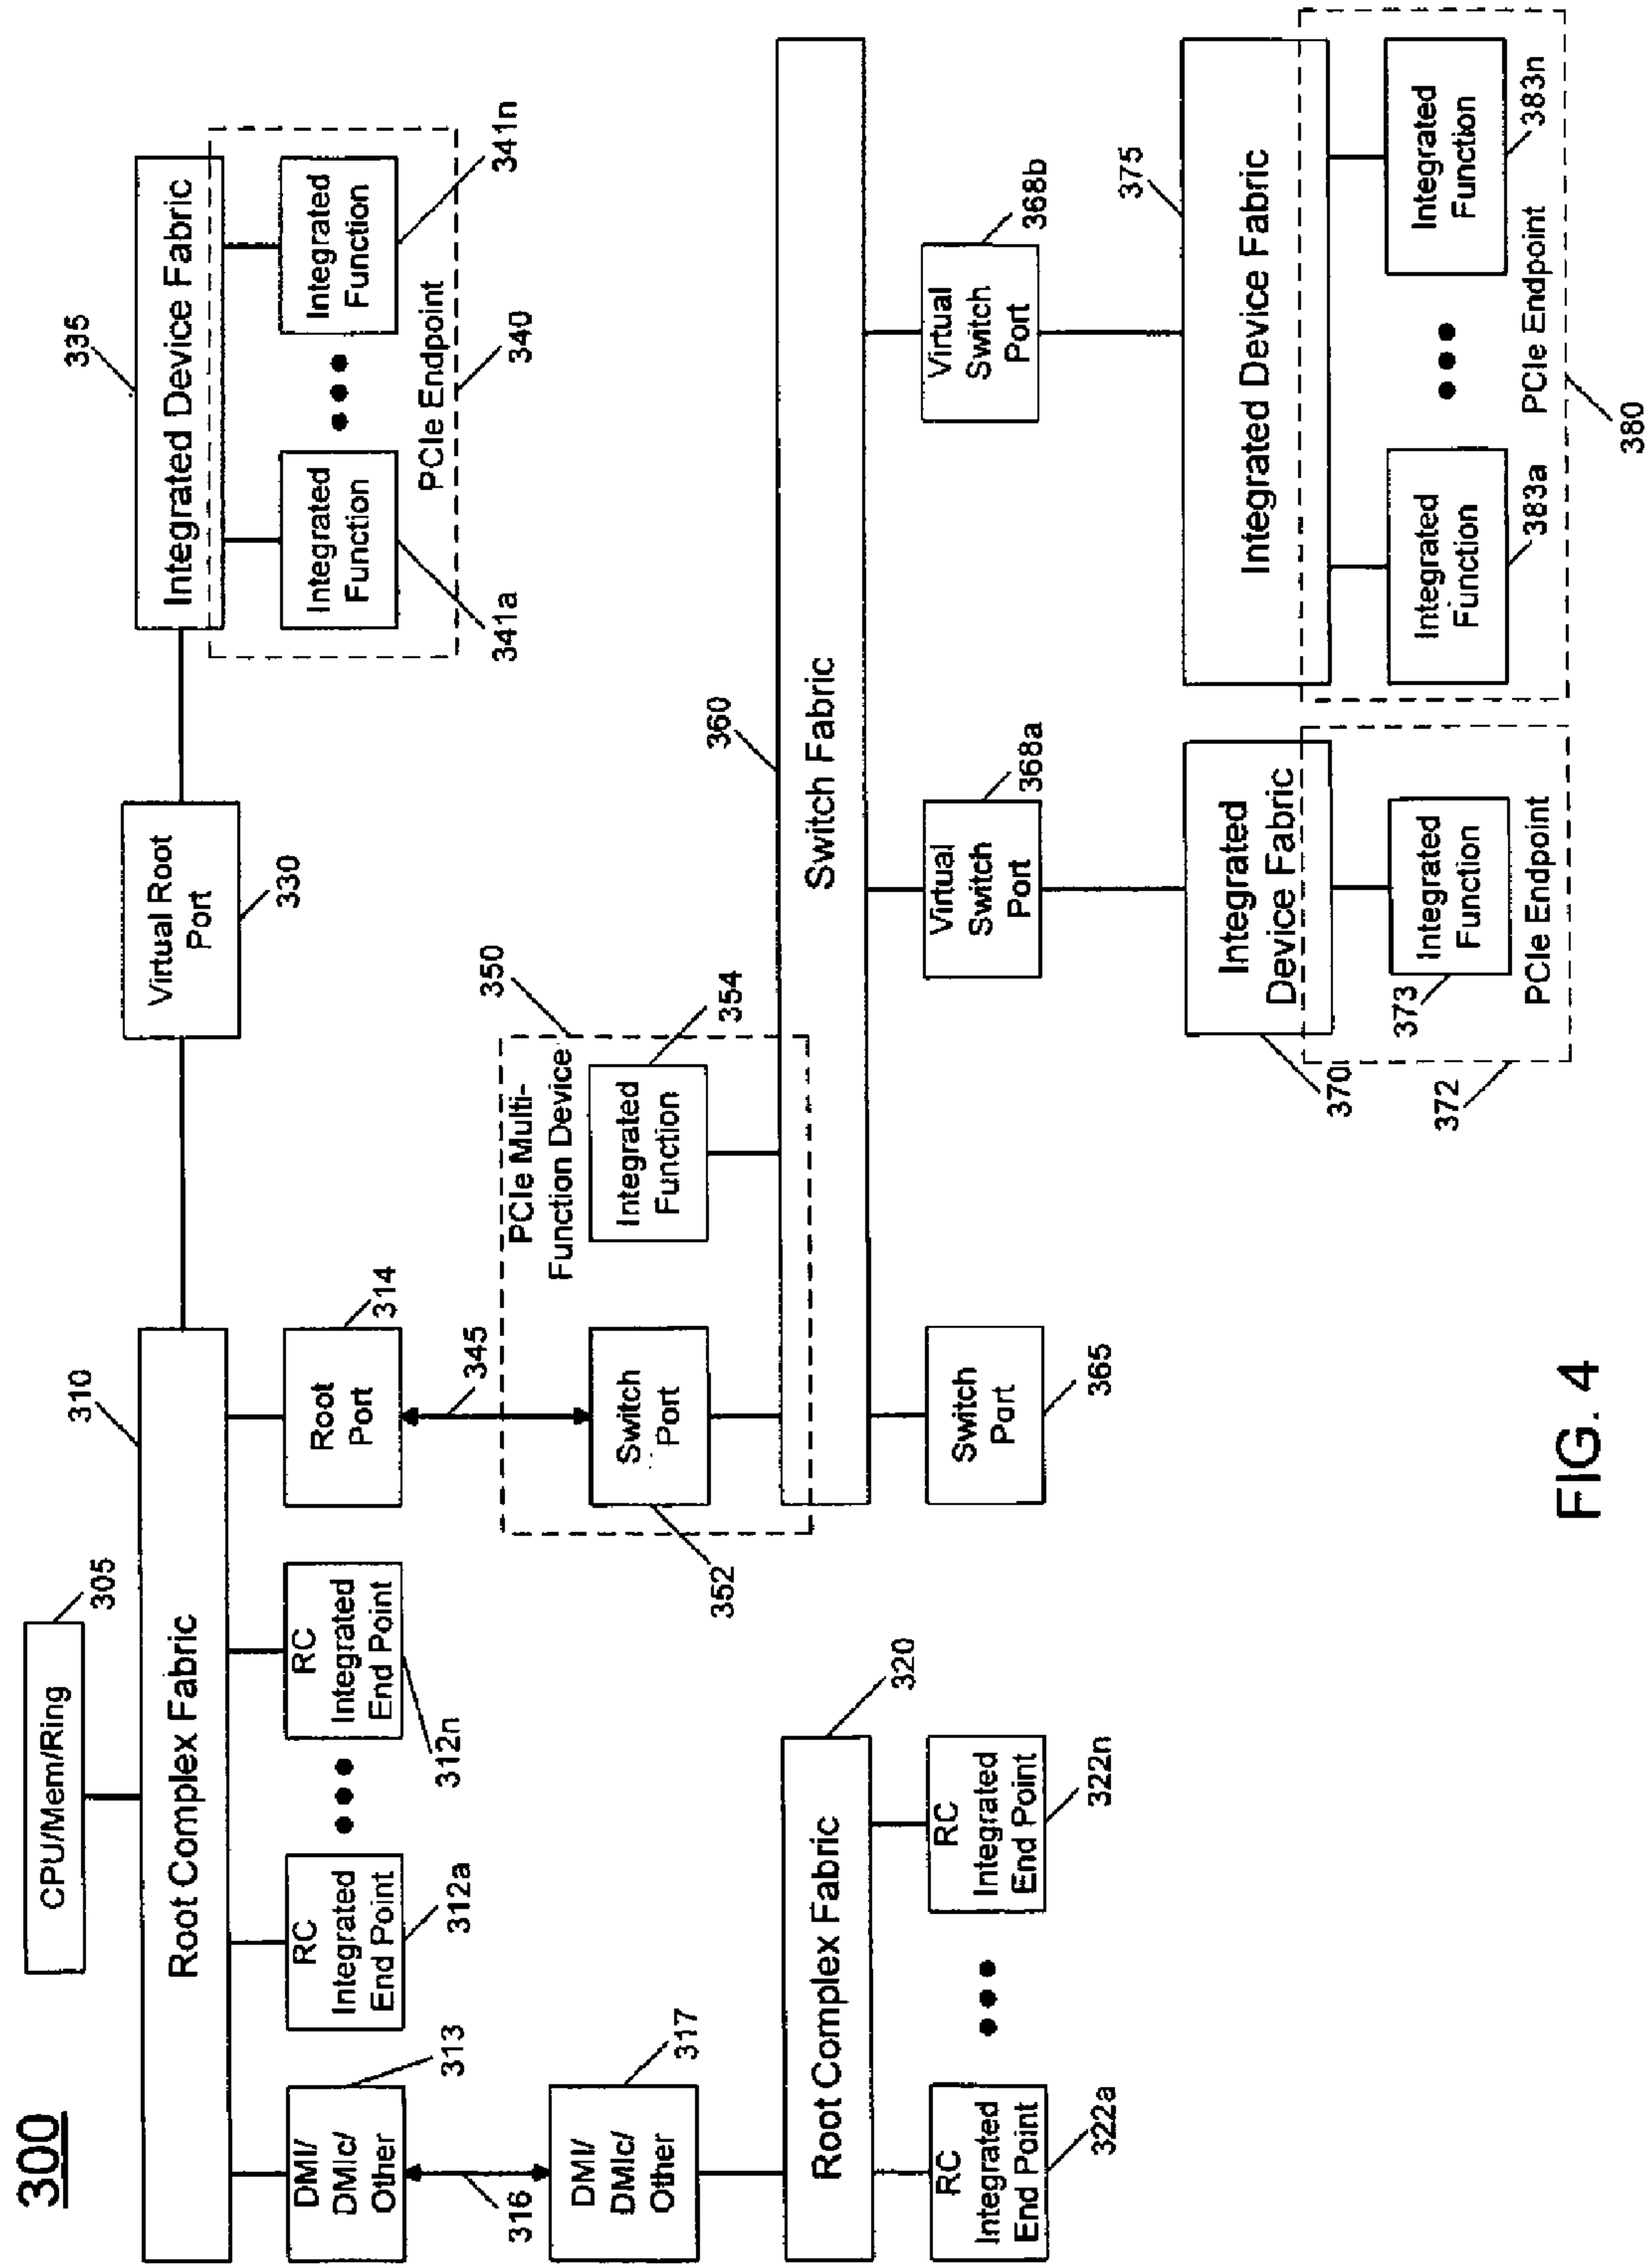 300
CPU/Mem/Ring
305
310
Root Complex Fabric
Virtual Root
Port
330
335
Integrated Device Fabric
Integrated
Function
341a
Integrated
Function
341n
PCIe Endpoint
340
DMI/
DMIc/
Other
313
RC
Integrated
End Point
312a
RC
Integrated
End Point
312n
Root
Port
314
316
345
DMI/
DMIc/
Other
317
350
PCIe Multi-
Function Device
Switch
Port
352
Integrated
Function
354
360
Switch Fabric
Root Complex Fabric
320
RC
Integrated
End Point
322a
RC
Integrated
End Point
322n
Switch
Port
365
Virtual
Switch
Port
368a
Virtual
Switch
Port
368b
Integrated
Device Fabric
370
Integrated
Function
373
PCIe Endpoint
372
375
Integrated Device Fabric
Integrated
Function
383a
Integrated
Function
383n
PCIe Endpoint
380
FIG. 4